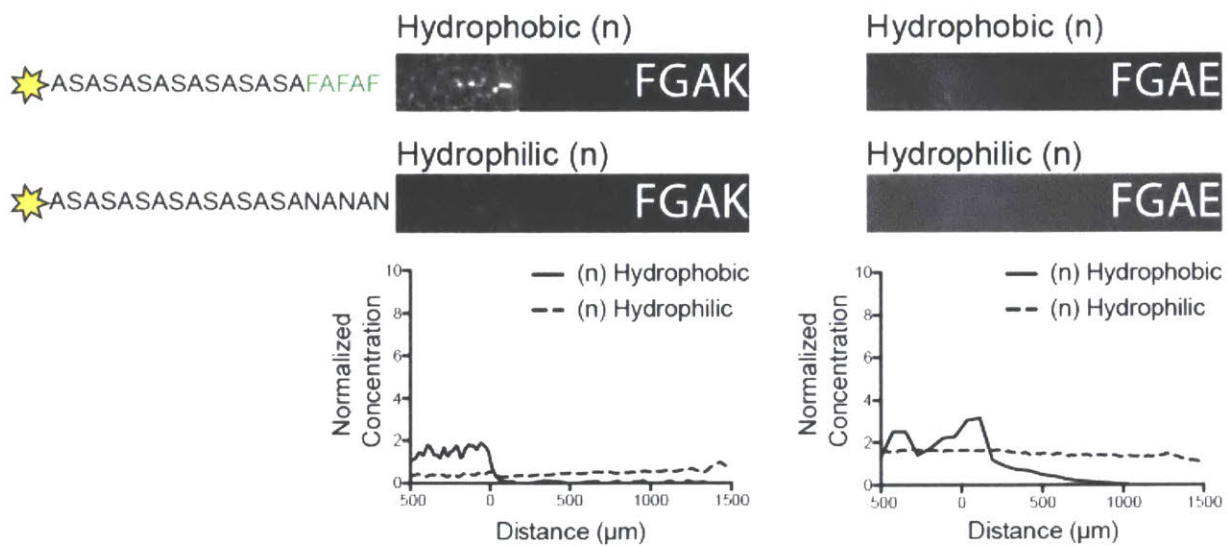 Hydrophobic (n)
ASASASASASASASAFAFAF
FGAK
Hydrophilic (n)
ASASASASASASASANANAN
FGAK
Hydrophobic (n)
FGAE
Hydrophilic (n)
FGAE
(n) Hydrophobic
(n) Hydrophilic
Normalized
Concentration
10
8
6
4
2
0
500 0 500 1000 1500
Distance (µm)
(n) Hydrophobic
(n) Hydrophilic
Normalized
Concentration
10
8
6
4
2
0
500 0 500 1000 1500
Distance (µm)